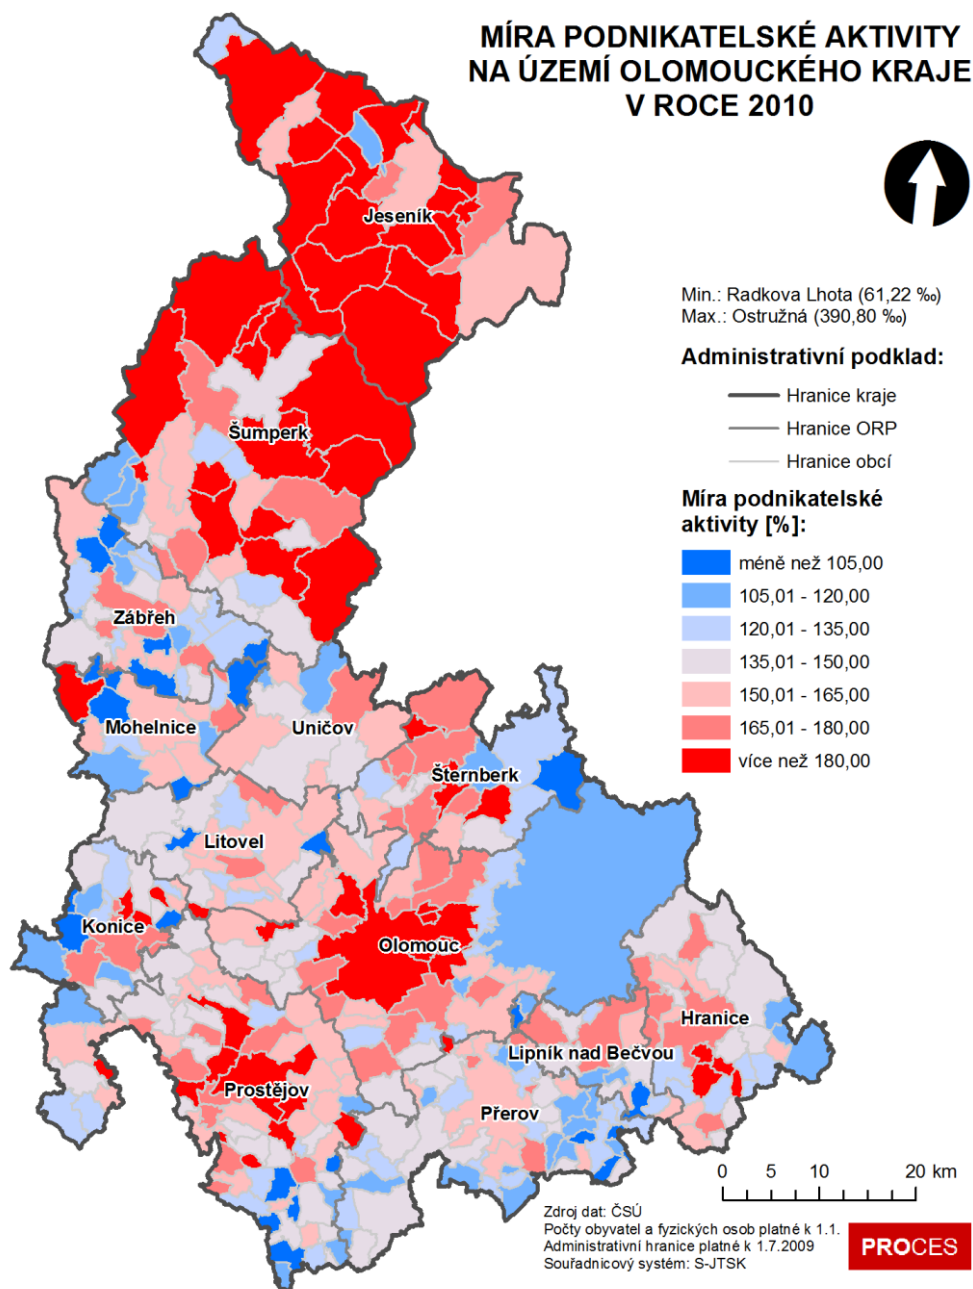 MÍRA PODNIKATELSKÉ AKTIVITY
NA ÚZEMÍ OLOMOUCKÉHO KRAJE
V ROCE 2010
Jeseník
Min.: Radkova Lhota (61,22 ‰)
Max.: Ostružná (390,80 ‰)
Administrativní podklad:
Hranice kraje
Hranice ORP
Hranice obcí
Šumperk
Míra podnikatelské
aktivity [%]:
méně než 105,00
105,01 - 120,00
120,01 - 135,00
135,01 - 150,00
150,01 - 165,00
165,01 - 180,00
více než 180,00
Zábřeh
Mohelnice
Uničov
Šternberk
Litovel
Konice
Olomouc
Hranice
Lipník nad Bečvou
Prostějov
Přerov
0 5 10 20 km
Zdroj dat: ČSÚ
Počty obyvatel a fyzických osob platné k 1.1.
Administrativní hranice platné k 1.7.2009
Souřadnicový systém: S-JTSK
PROCES